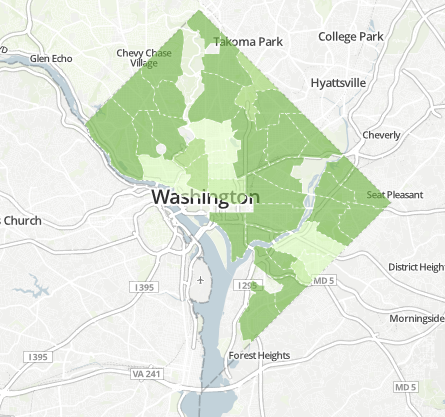 Takoma Park
College Park
Chevy Chase
Village
Glen Echo
Hyattsville
Cheverly
Seat Pleasant
Washington
s Church
District Heigh
I 395
I 295
MD 5
Morningside
I 395
Forest Heights
VA 241
MD 5